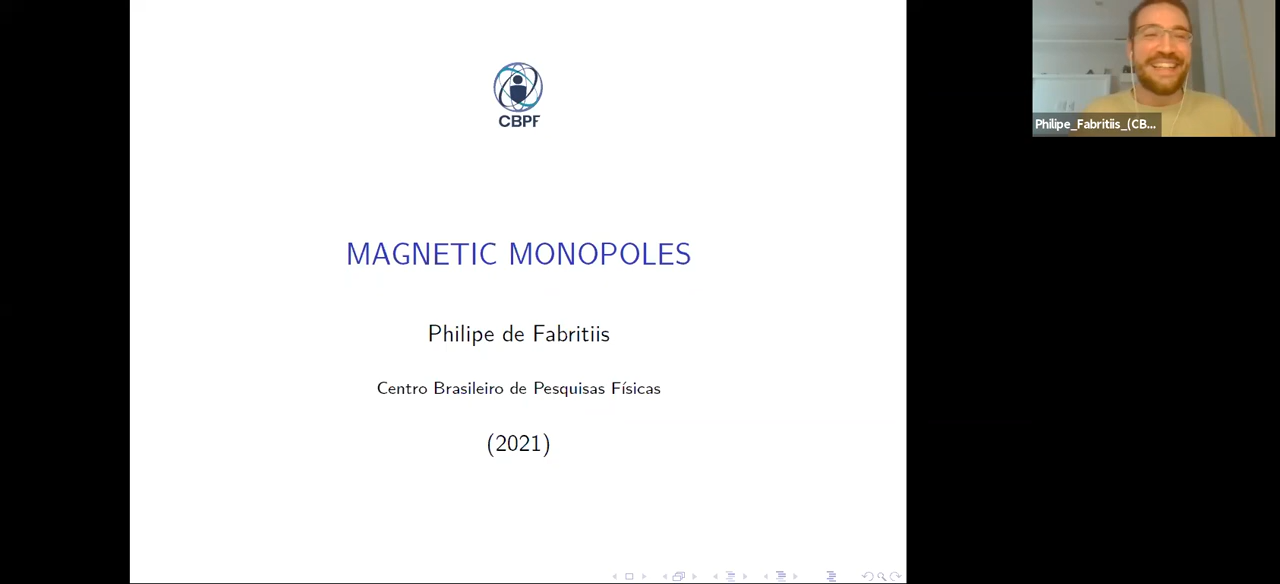 CBPF
MAGNETIC MONOPOLES
Philipe de Fabritiis
Centro Brasileiro de Pesquisas Físicas
(2021)
Philipe_Fabritiis_(CB...